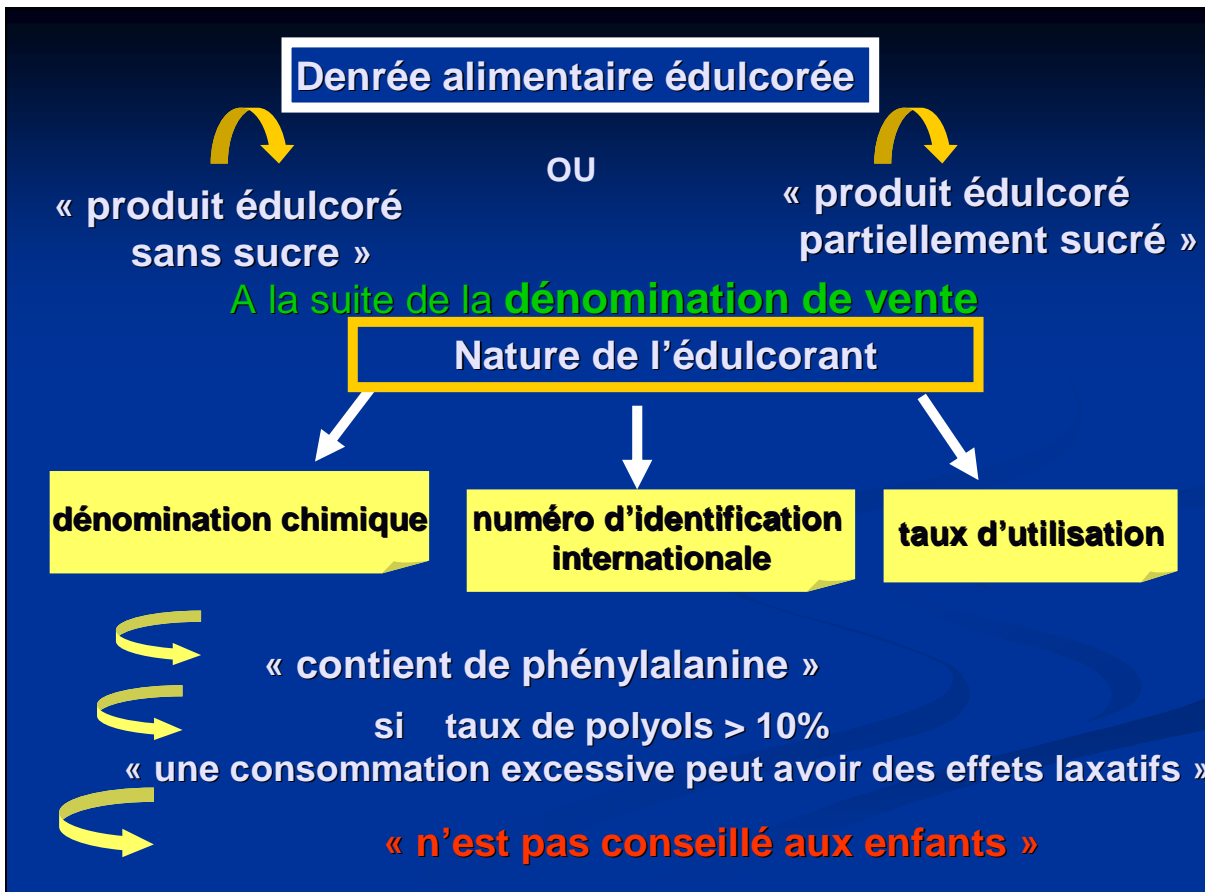 Denrée alimentaire édulcorée
OU
« produit édulcoré
sans sucre »
« produit édulcoré
partiellement sucré »
A la suite de la dénomination de vente
Nature de l’édulcorant
dénomination chimique
numéro d’identification
internationale
taux d’utilisation
« contient de phénylalanine »
si taux de polyols > 10%
« une consommation excessive peut avoir des effets laxatifs »
« n’est pas conseillé aux enfants »